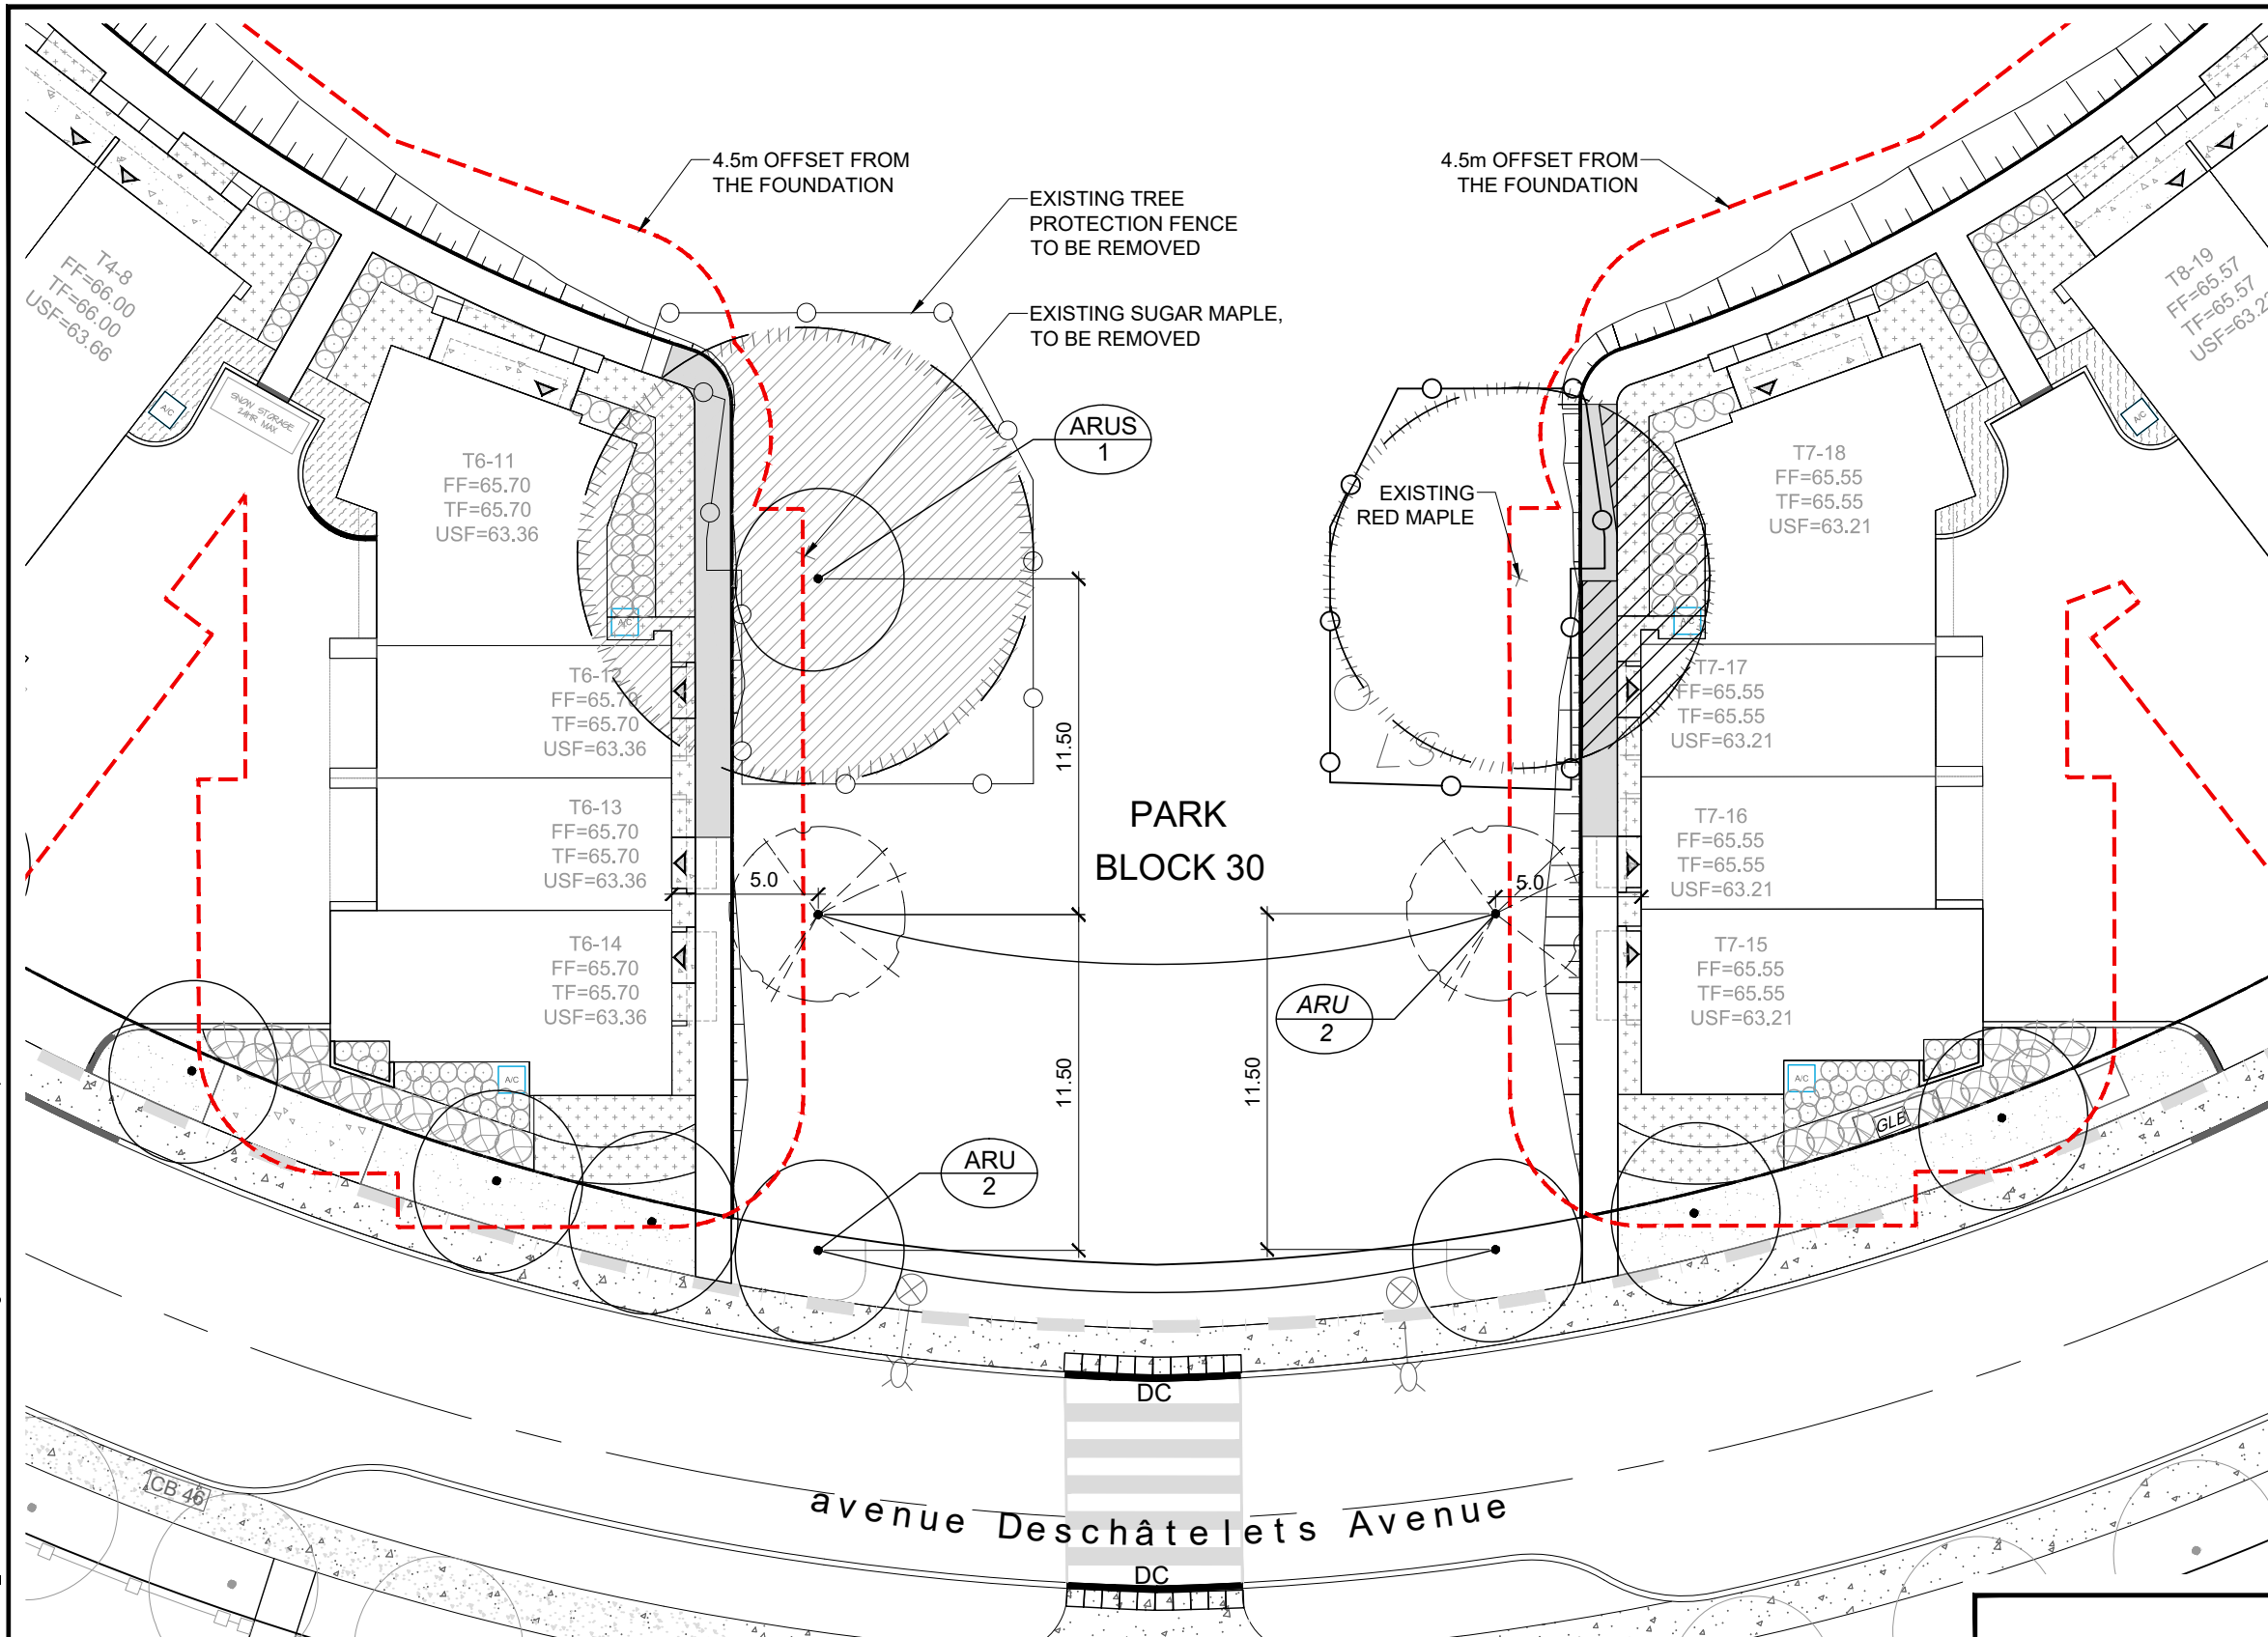 4.5m OFFSET FROM
THE FOUNDATION
EXISTING TREE
PROTECTION FENCE
TO BE REMOVED
EXISTING SUGAR MAPLE,
TO BE REMOVED
4.5m OFFSET FROM
THE FOUNDATION
T4-8
FF=66.00
TF=66.00
USF=63.66
T8-19
FF=65.57
TF=65.57
A/C
SNOW STORAGE
24HR MAX.
ARUS
1
EXISTING
RED MAPLE
A/C
T6-11
FF=65.70
TF=65.70
USF=63.36
T7-18
FF=65.55
TF=65.55
USF=63.21
A/C
A/C
T6-12
FF=65.70
TF=65.70
USF=63.36
T7-17
FF=65.55
TF=65.55
USF=63.21
11.50
LS
PARK
BLOCK 30
T6-13
FF=65.70
TF=65.70
USF=63.36
5.0
5.0
T7-16
FF=65.55
TF=65.55
USF=63.21
T6-14
FF=65.70
TF=65.70
USF=63.36
ARU
2
T7-15
FF=65.55
TF=65.55
USF=63.21
11.50
11.50
A/C
A/C
GLB
ARU
2
DC
avenue Deschâtelets Avenue
CB 46
DC